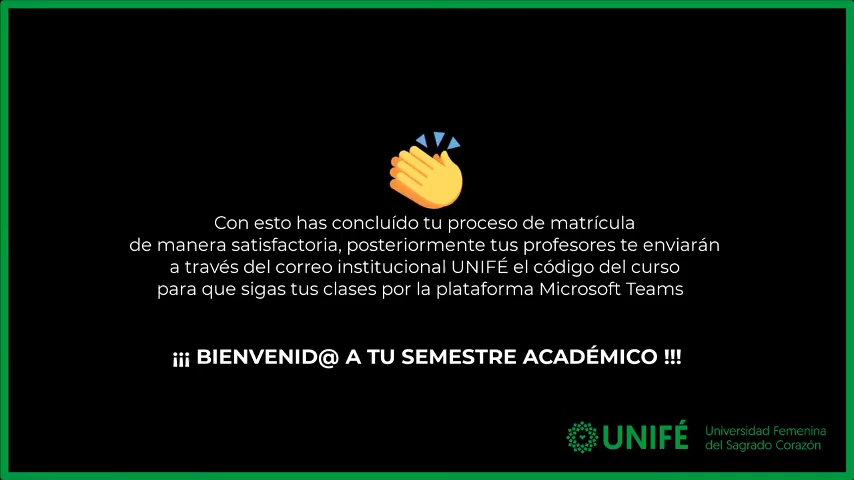 Con esto has concluído tu proceso de matrícula
de manera satisfactoria, posteriormente tus profesores te enviarán
a través del correo institucional UNIFÉ el código del curso
para que sigas tus clases por la plataforma Microsoft Teams
¡¡¡ BIENVENID@ A TU SEMESTRE ACADÉMICO !!!
UNIFÉ
Universidad Femenina
del Sagrado Corazón